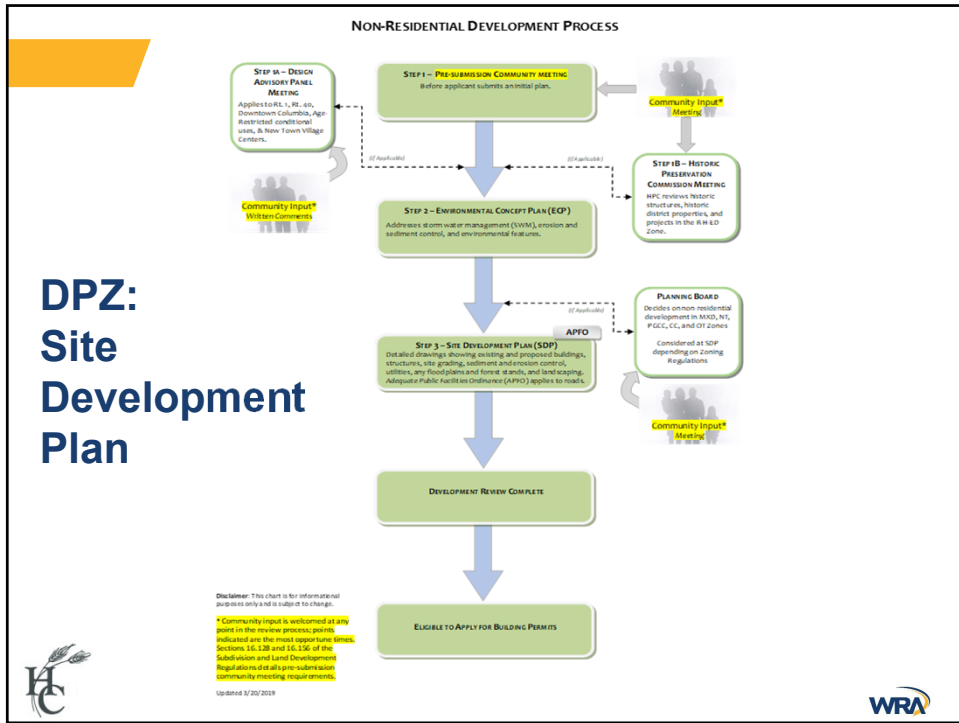 NON-RESIDENTIAL DEVELOPMENT PROCESS
DPZ:
Site
Development
Plan
STEP 1A – DESIGN
ADVISORY PANEL
MEETING
Applies to Rt. 1, Rt. 40,
Downtown Columbia, Age-
Restricted conditional
uses, & New Town Village
Centers.
STEP 1 – PRE-SUBMISSION COMMUNITY MEETING
Before applicant submits an initial plan.
Community Input*
Meeting
(If Applicable)
(If Applicable)
Community Input*
Written Comments
STEP 1B – HISTORIC
PRESERVATION
COMMISSION MEETING
HPC reviews historic
structures, historic
district properties, and
projects in the R-H-ED
Zone.
STEP 2 – ENVIRONMENTAL CONCEPT PLAN (ECP)
Addresses storm water management (SWM), erosion and
sediment control, and environmental features.
(If Applicable)
PLANNING BOARD
Decides on non residential
development in MXD, NT,
PGCC, CC, and OT Zones
Considered at SDP
depending on Zoning
Regulations
APFO
STEP 3 – SITE DEVELOPMENT PLAN (SDP)
Detailed drawings showing existing and proposed buildings,
structures, site grading, sediment and erosion control,
utilities, any flood plains and forest stands, and landscaping.
Adequate Public Facilities Ordinance (APFO) applies to roads.
Community Input*
Meeting
DEVELOPMENT REVIEW COMPLETE
ELIGIBLE TO APPLY FOR BUILDING PERMITS
Disclaimer: This chart is for informational
purposes only and is subject to change.
* Community input is welcomed at any
point in the review process; points
indicated are the most opportune times.
Sections 16.128 and 16.156 of the
Subdivision and Land Development
Regulations details pre-submission
community meeting requirements.
Updated 3/20/2019
HC
WRA